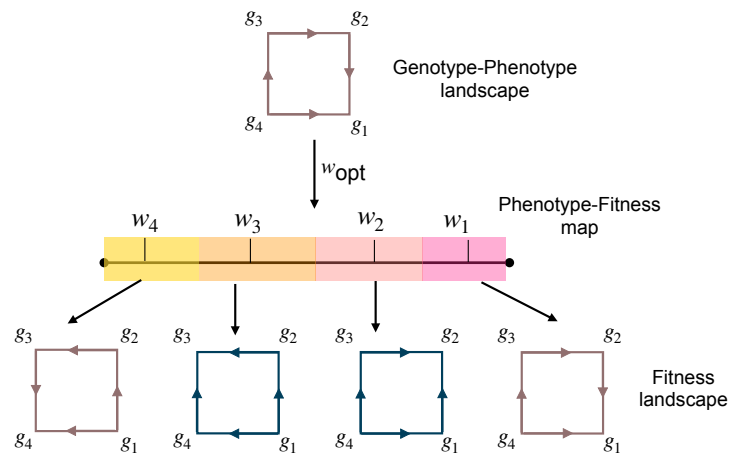 g₃ g₂
Genotype-Phenotype
landscape
g₄ g₁
w_opt
Phenotype-Fitness
map
w₄ w₃ w₂ w₁
g₃ g₂ g₃ g₂ g₃ g₂ g₃ g₂
Fitness
landscape
g₄ g₁ g₄ g₁ g₄ g₁ g₄ g₁